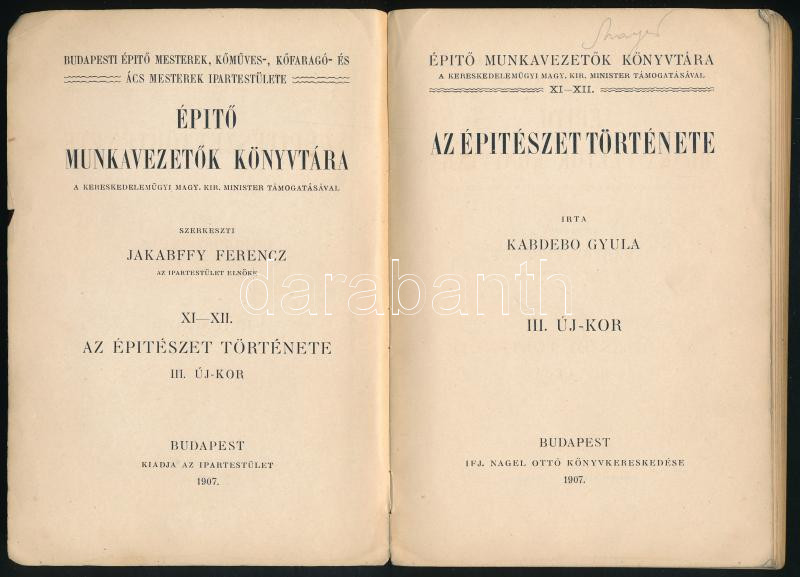 BUDAPESTI ÉPITŐ MESTEREK, KŐMŰVES-, KŐFARAGÓ- ÉS
ÁCS MESTEREK IPARTESTÜLETE
ÉPITŐ
MUNKAVEZETŐK KÖNYVTÁRA
A KERESKEDELEMÜGYI MAGY. KIR. MINISTER TÁMOGATÁSÁVAL
SZERKESZTI
JAKABFFY FERENCZ
AZ IPARTESTÜLET ELNÖKE
XI—XII.
AZ ÉPITÉSZET TÖRTÉNETE
III. ÚJ-KOR
BUDAPEST
KIADJA AZ IPARTESTÜLET
1907.
ÉPITŐ MUNKAVEZETŐK KÖNYVTÁRA
A KERESKEDELEMÜGYI MAGY. KIR. MINISTER TÁMOGATÁSÁVAL
XI—XII.
AZ ÉPITÉSZET TÖRTÉNETE
IRTA
KABDEBO GYULA
III. ÚJ-KOR
BUDAPEST
IFJ. NAGEL OTTÓ KÖNYVKERESKEDÉSE
1907.
darabanth